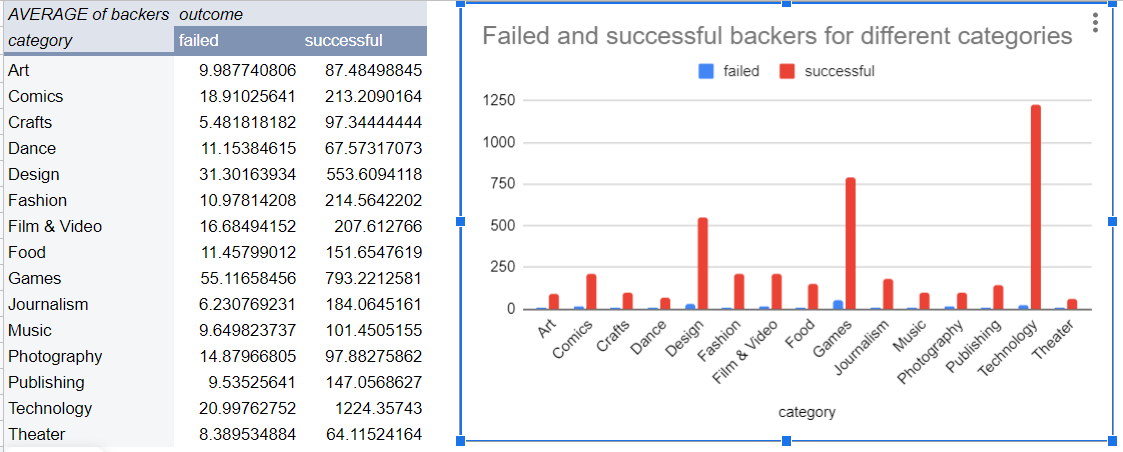 AVERAGE of backers outcome
category failed successful
Art 9.987740806 87.48498845
Comics 18.91025641 213.2090164
Crafts 5.481818182 97.34444444
Dance 11.15384615 67.57317073
Design 31.30163934 553.6094118
Fashion 10.97814208 214.5642202
Film & Video 16.68494152 207.612766
Food 11.45799012 151.6547619
Games 55.11658456 793.2212581
Journalism 6.230769231 184.0645161
Music 9.649823737 101.4505155
Photography 14.87966805 97.88275862
Publishing 9.53525641 147.0568627
Technology 20.99762752 1224.35743
Theater 8.389534884 64.11524164
Failed and successful backers for different categories
failed successful
1250
1000
750
500
250
0
Art
Comics
Crafts
Dance
Design
Fashion
Film & Video
Food
Games
Journalism
Music
Photography
Publishing
Technology
Theater
category